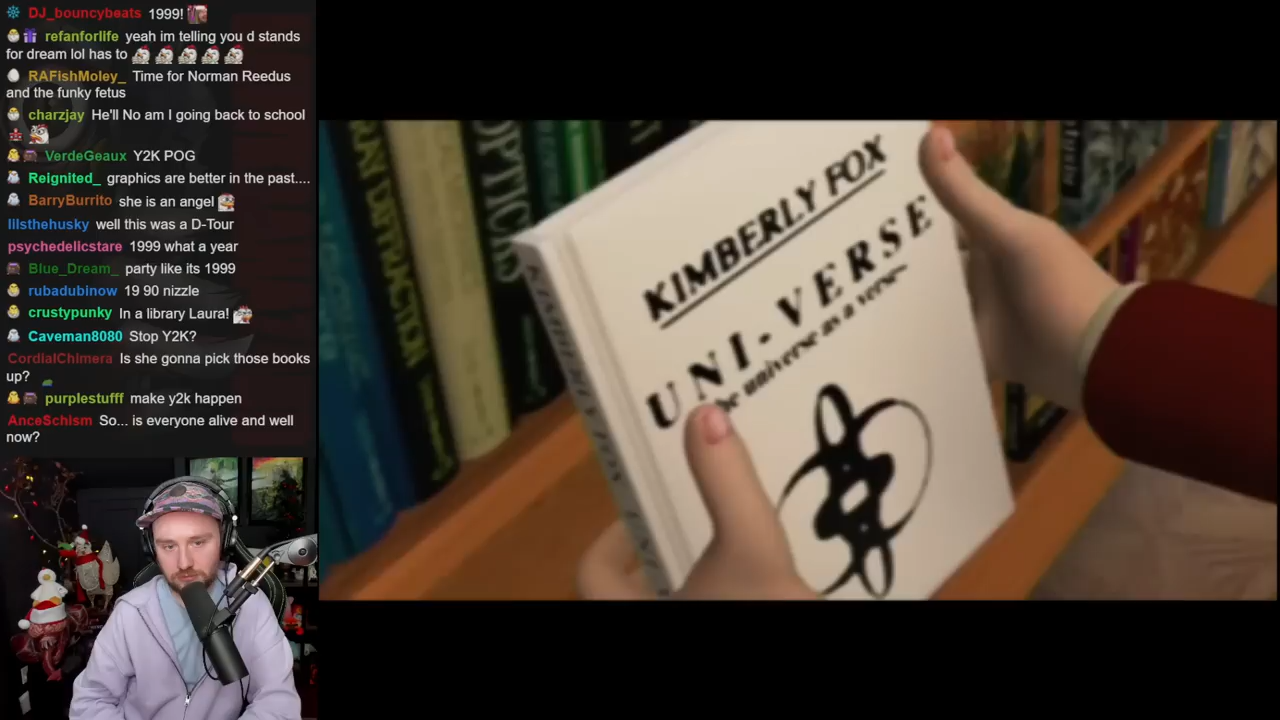 DJ_bouncybeats 1999!
refanforlife yeah im telling you d stands
for dream lol has to
RAFishMoley_ Time for Norman Reedus
and the funky fetus
charzjay He'll No am I going back to school
VerdeGeaux Y2K POG
Reignited_ graphics are better in the past....
BarryBurrito she is an angel
lllsthehusky well this was a D-Tour
psychedelicstare 1999 what a year
Blue_Dream_ party like its 1999
rubadubinow 19 90 nizzle
crustypunky In a library Laura!
Caveman8080 Stop Y2K?
CordialChimera Is she gonna pick those books
up?
purplestufff make y2k happen
AnceSchism So... is everyone alive and well
now?
OPTICS
KIMBERLY FOX
UNI-VERSE
universe as a verse
KIMBERLY FOX